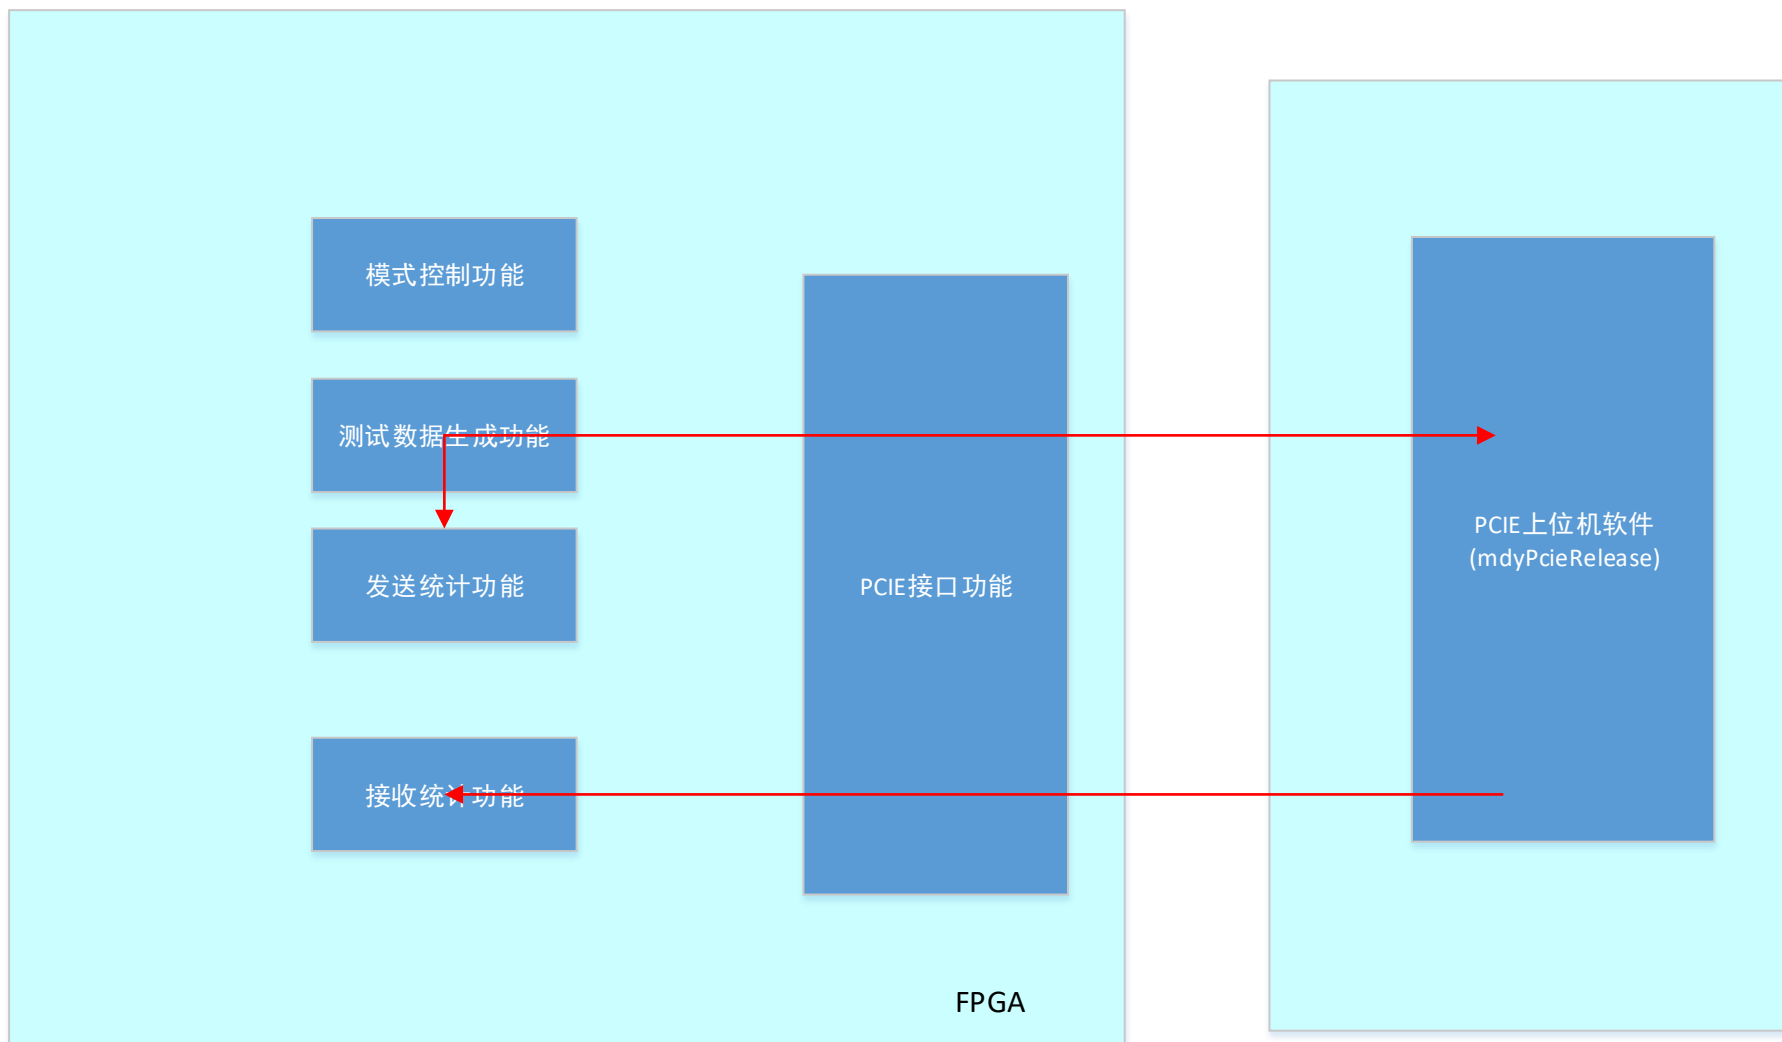 模式控制功能
测试数据生成功能
发送统计功能
接收统计功能
PCIE接口功能
PCIE上位机软件
(mdyPcieRelease)
FPGA